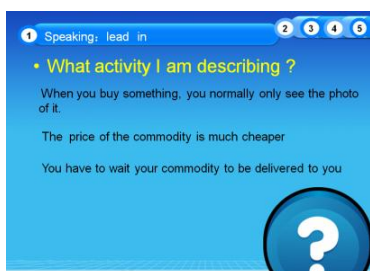 1 Speaking: lead in
2 3 4 5
• What activity I am describing ?
When you buy something, you normally only see the photo
of it.
The price of the commodity is much cheaper
You have to wait your commodity to be delivered to you
?